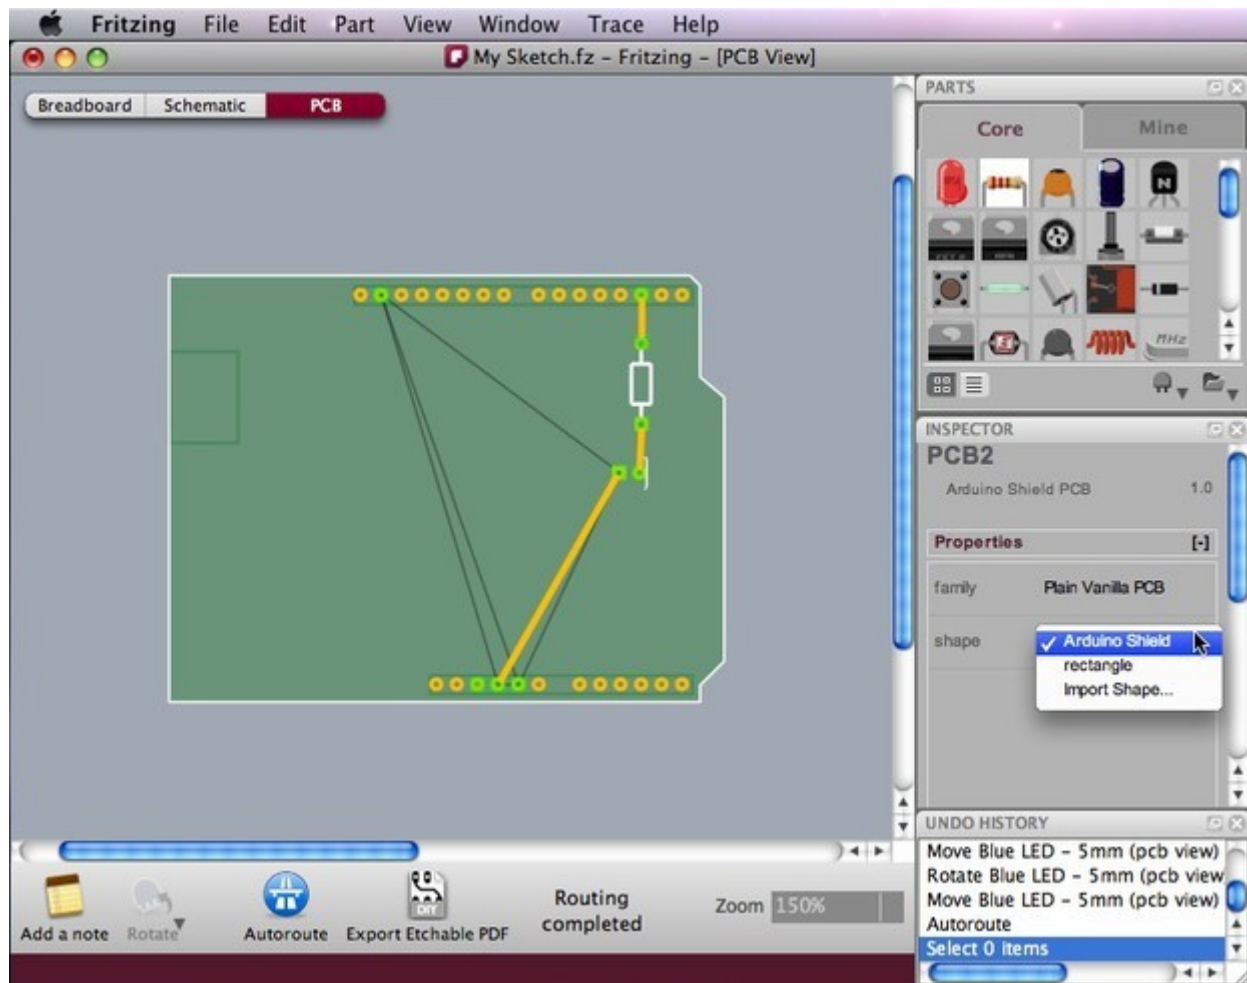 Fritzing File Edit Part View Window Trace Help
My Sketch.fz – Fritzing – [PCB View]
Breadboard Schematic PCB
PARTS
Core Mine
N
MHz
INSPECTOR
PCB2
Arduino Shield PCB 1.0
Properties [-]
family Plain Vanilla PCB
shape ✓ Arduino Shield
rectangle
Import Shape...
UNDO HISTORY
Move Blue LED – 5mm (pcb view)
Rotate Blue LED – 5mm (pcb view
Move Blue LED – 5mm (pcb view)
Autoroute
Select 0 items
DIY
Add a note Rotate Autoroute Export Etchable PDF
Routing
completed
Zoom 150%